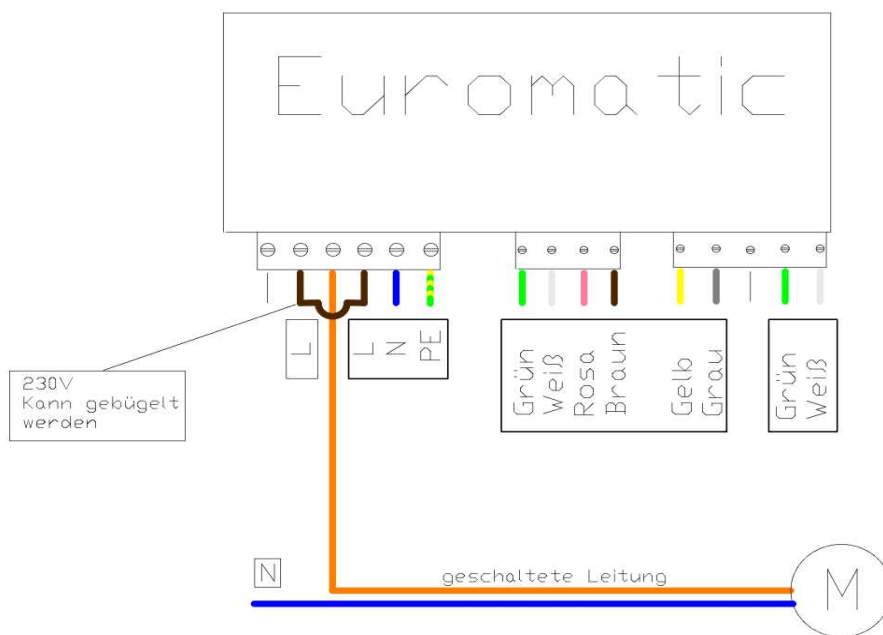 Euromatic
L
L
N
PE
Grün
Weiß
Rosa
Braun
Gelb
Grau
Grün
Weiß
230V
Kann gebügelt
werden
N
geschaltete Leitung
M